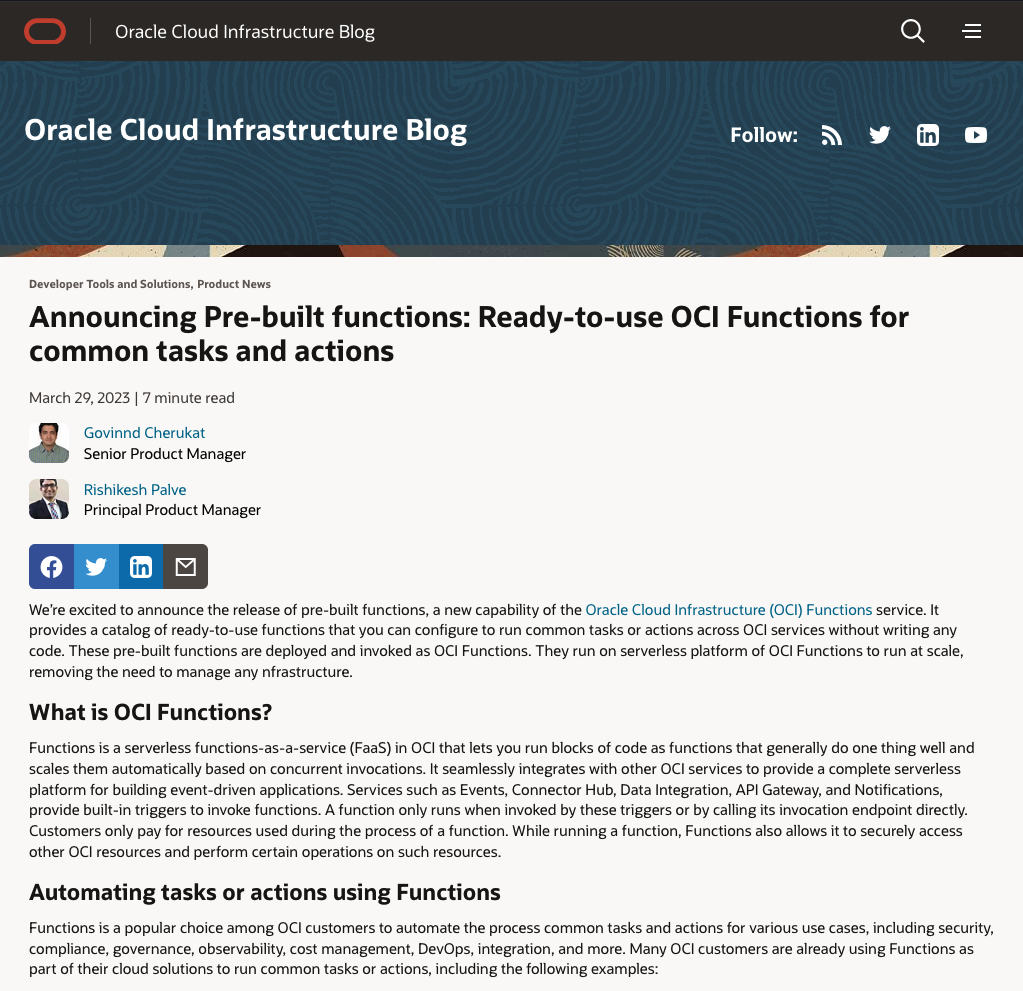 Oracle Cloud Infrastructure Blog
Oracle Cloud Infrastructure Blog
Follow:
Developer Tools and Solutions, Product News
Announcing Pre-built functions: Ready-to-use OCI Functions for
common tasks and actions
March 29, 2023 | 7 minute read
Govinnd Cherukat
Senior Product Manager
Rishikesh Palve
Principal Product Manager
We're excited to announce the release of pre-built functions, a new capability of the Oracle Cloud Infrastructure (OCI) Functions service. It
provides a catalog of ready-to-use functions that you can configure to run common tasks or actions across OCI services without writing any
code. These pre-built functions are deployed and invoked as OCI Functions. They run on serverless platform of OCI Functions to run at scale,
removing the need to manage any nfrastructure.
What is OCI Functions?
Functions is a serverless functions-as-a-service (FaaS) in OCI that lets you run blocks of code as functions that generally do one thing well and
scales them automatically based on concurrent invocations. It seamlessly integrates with other OCI services to provide a complete serverless
platform for building event-driven applications. Services such as Events, Connector Hub, Data Integration, API Gateway, and Notifications,
provide built-in triggers to invoke functions. A function only runs when invoked by these triggers or by calling its invocation endpoint directly.
Customers only pay for resources used during the process of a function. While running a function, Functions also allows it to securely access
other OCI resources and perform certain operations on such resources.
Automating tasks or actions using Functions
Functions is a popular choice among OCI customers to automate the process common tasks and actions for various use cases, including security,
compliance, governance, observability, cost management, DevOps, integration, and more. Many OCI customers are already using Functions as
part of their cloud solutions to run common tasks or actions, including the following examples: